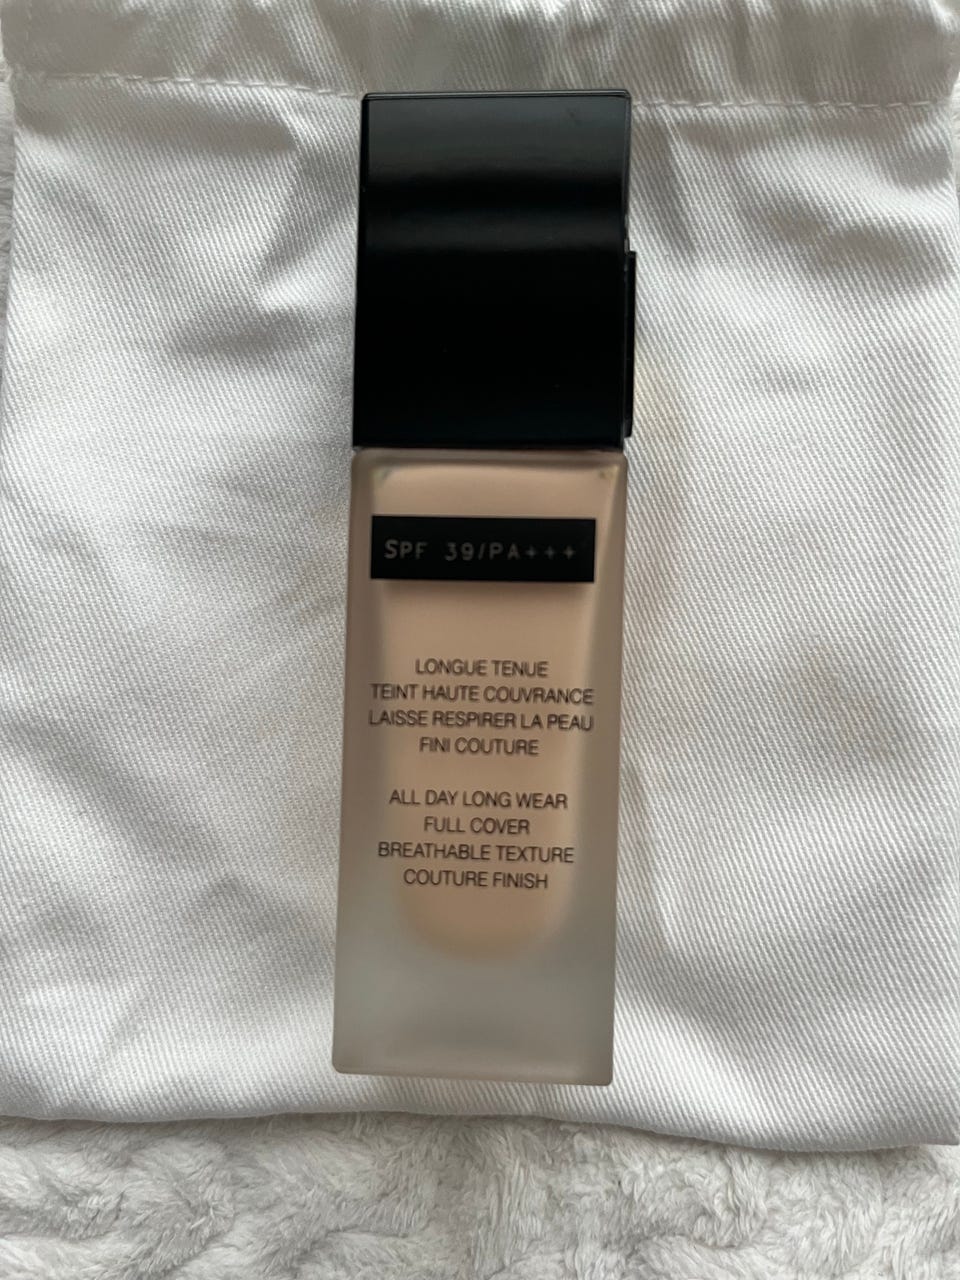 SPF 39/PA+++
LONGUE TENUE
TEINT HAUTE COUVRANCE
LAISSE RESPIRER LA PEAU
FINI COUTURE
ALL DAY LONG WEAR
FULL COVER
BREATHABLE TEXTURE
COUTURE FINISH